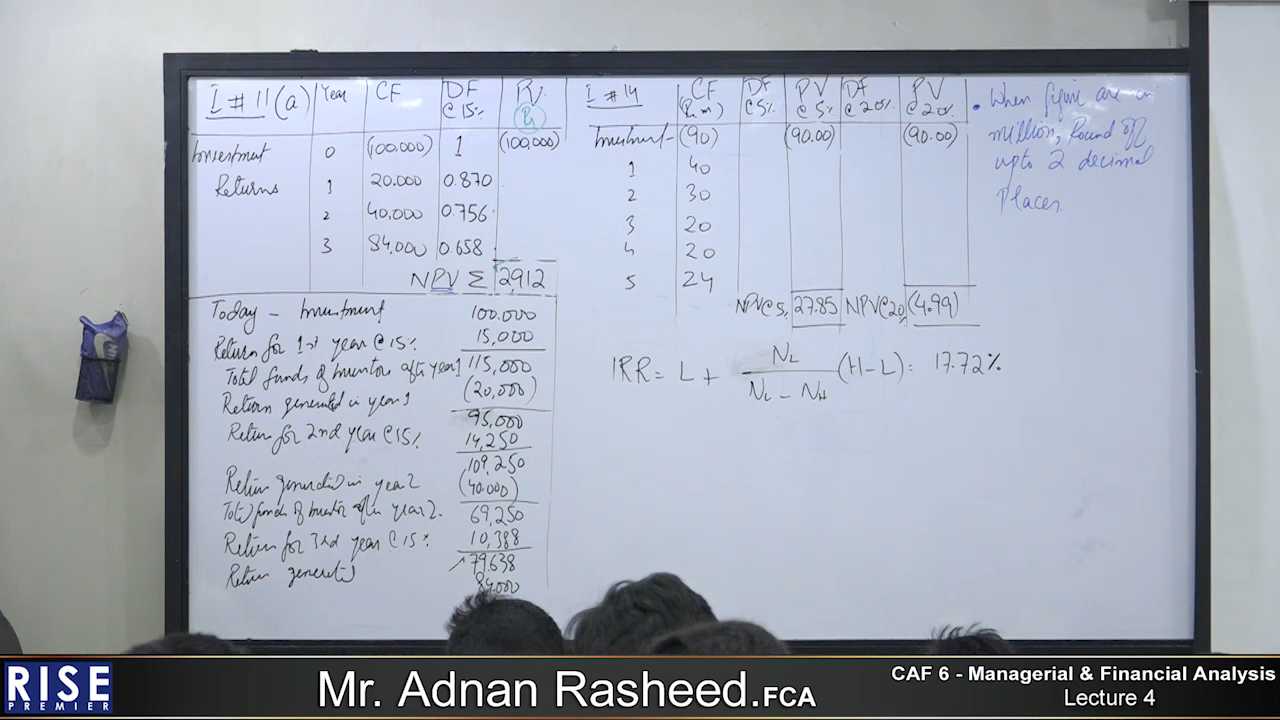 I # 11 (a) Year CF DF @ 15% PV Rs
Investment 0 (100,000) 1 (100,000)
Returns 1 20,000 0.870
2 40,000 0.756
3 84,000 0.658
NPV Σ 2912
Today - Investment 100,000
Return for 1st year @ 15% 15,000
Total funds of investor after year 1 115,000
Return generated in year 1 (20,000)
95,000
Return for 2nd year @ 15% 14,250
109,250
Return generated in year 2 (40,000)
Total funds of investor after year 2. 69,250
Return for 3rd year @ 15% 10,388
79,638
Return generated 84,000
I # 14 CF (Rs. m) DF @ 5% PV @ 5% DF @ 20% PV @ 20%
Investment (90) (90.00) (90.00)
1 40
2 30
3 20
4 20
5 24
NPV@5% 27.85 NPV@20% (4.99)
IRR = L + NL / NL - NH (H - L) = 17.72%
• When figure are in
million, Round off
upto 2 decimal
Places.
RISE
PREMIER
Mr. Adnan Rasheed.FCA
CAF 6 - Managerial & Financial Analysis
Lecture 4